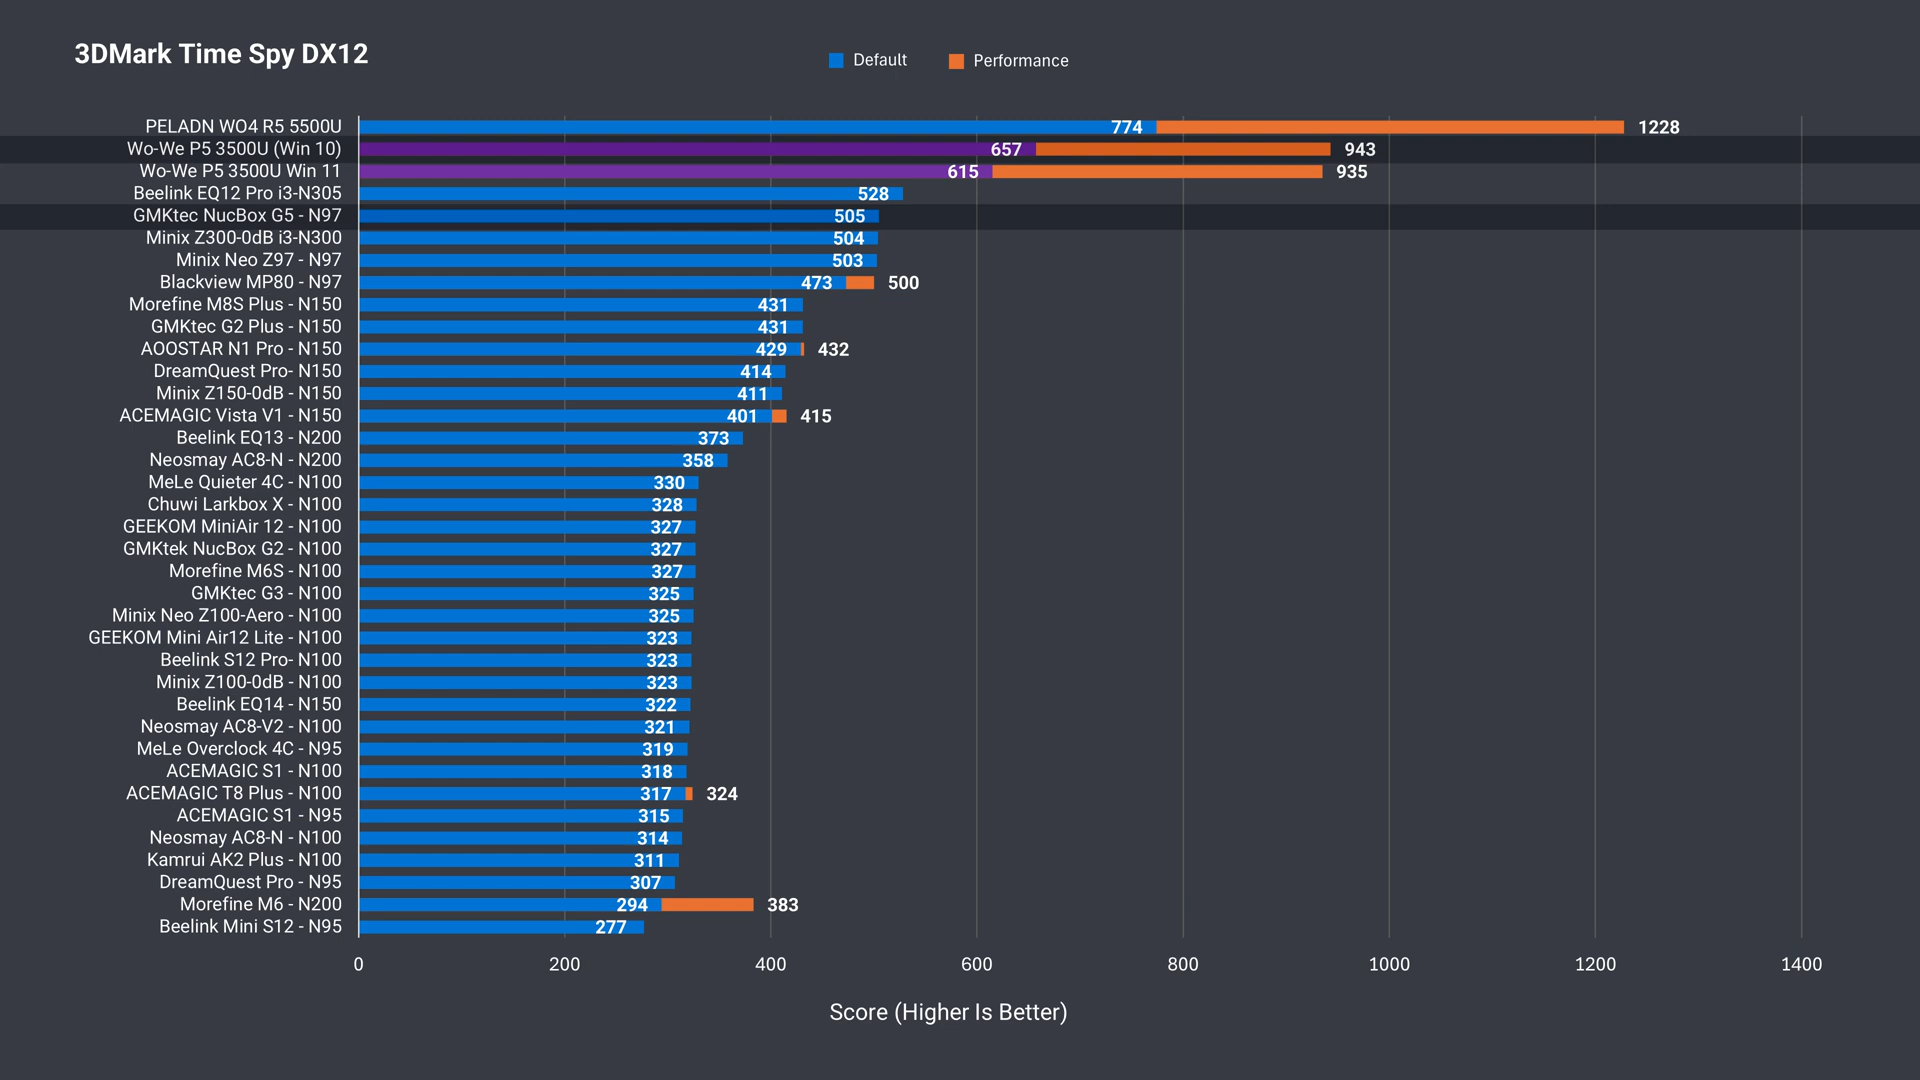 3DMark Time Spy DX12
Default Performance
PELADN WO4 R5 5500U 774 1228
Wo-We P5 3500U (Win 10) 657 943
Wo-We P5 3500U Win 11 615 935
Beelink EQ12 Pro i3-N305 528
GMKtec NucBox G5 - N97 505
Minix Z300-0dB i3-N300 504
Minix Neo Z97 - N97 503
Blackview MP80 - N97 473 500
Morefine M8S Plus - N150 431
GMKtec G2 Plus - N150 431
AOOSTAR N1 Pro - N150 429 432
DreamQuest Pro- N150 414
Minix Z150-0dB - N150 411
ACEMAGIC Vista V1 - N150 401 415
Beelink EQ13 - N200 373
Neosmay AC8-N - N200 358
MeLe Quieter 4C - N100 330
Chuwi Larkbox X - N100 328
GEEKOM MiniAir 12 - N100 327
GMKtek NucBox G2 - N100 327
Morefine M6S - N100 327
GMKtec G3 - N100 325
Minix Neo Z100-Aero - N100 325
GEEKOM Mini Air12 Lite - N100 323
Beelink S12 Pro- N100 323
Minix Z100-0dB - N100 323
Beelink EQ14 - N150 322
Neosmay AC8-V2 - N100 321
MeLe Overclock 4C - N95 319
ACEMAGIC S1 - N100 318
ACEMAGIC T8 Plus - N100 317 324
ACEMAGIC S1 - N95 315
Neosmay AC8-N - N100 314
Kamrui AK2 Plus - N100 311
DreamQuest Pro - N95 307
Morefine M6 - N200 294 383
Beelink Mini S12 - N95 277
0 200 400 600 800 1000 1200 1400
Score (Higher Is Better)